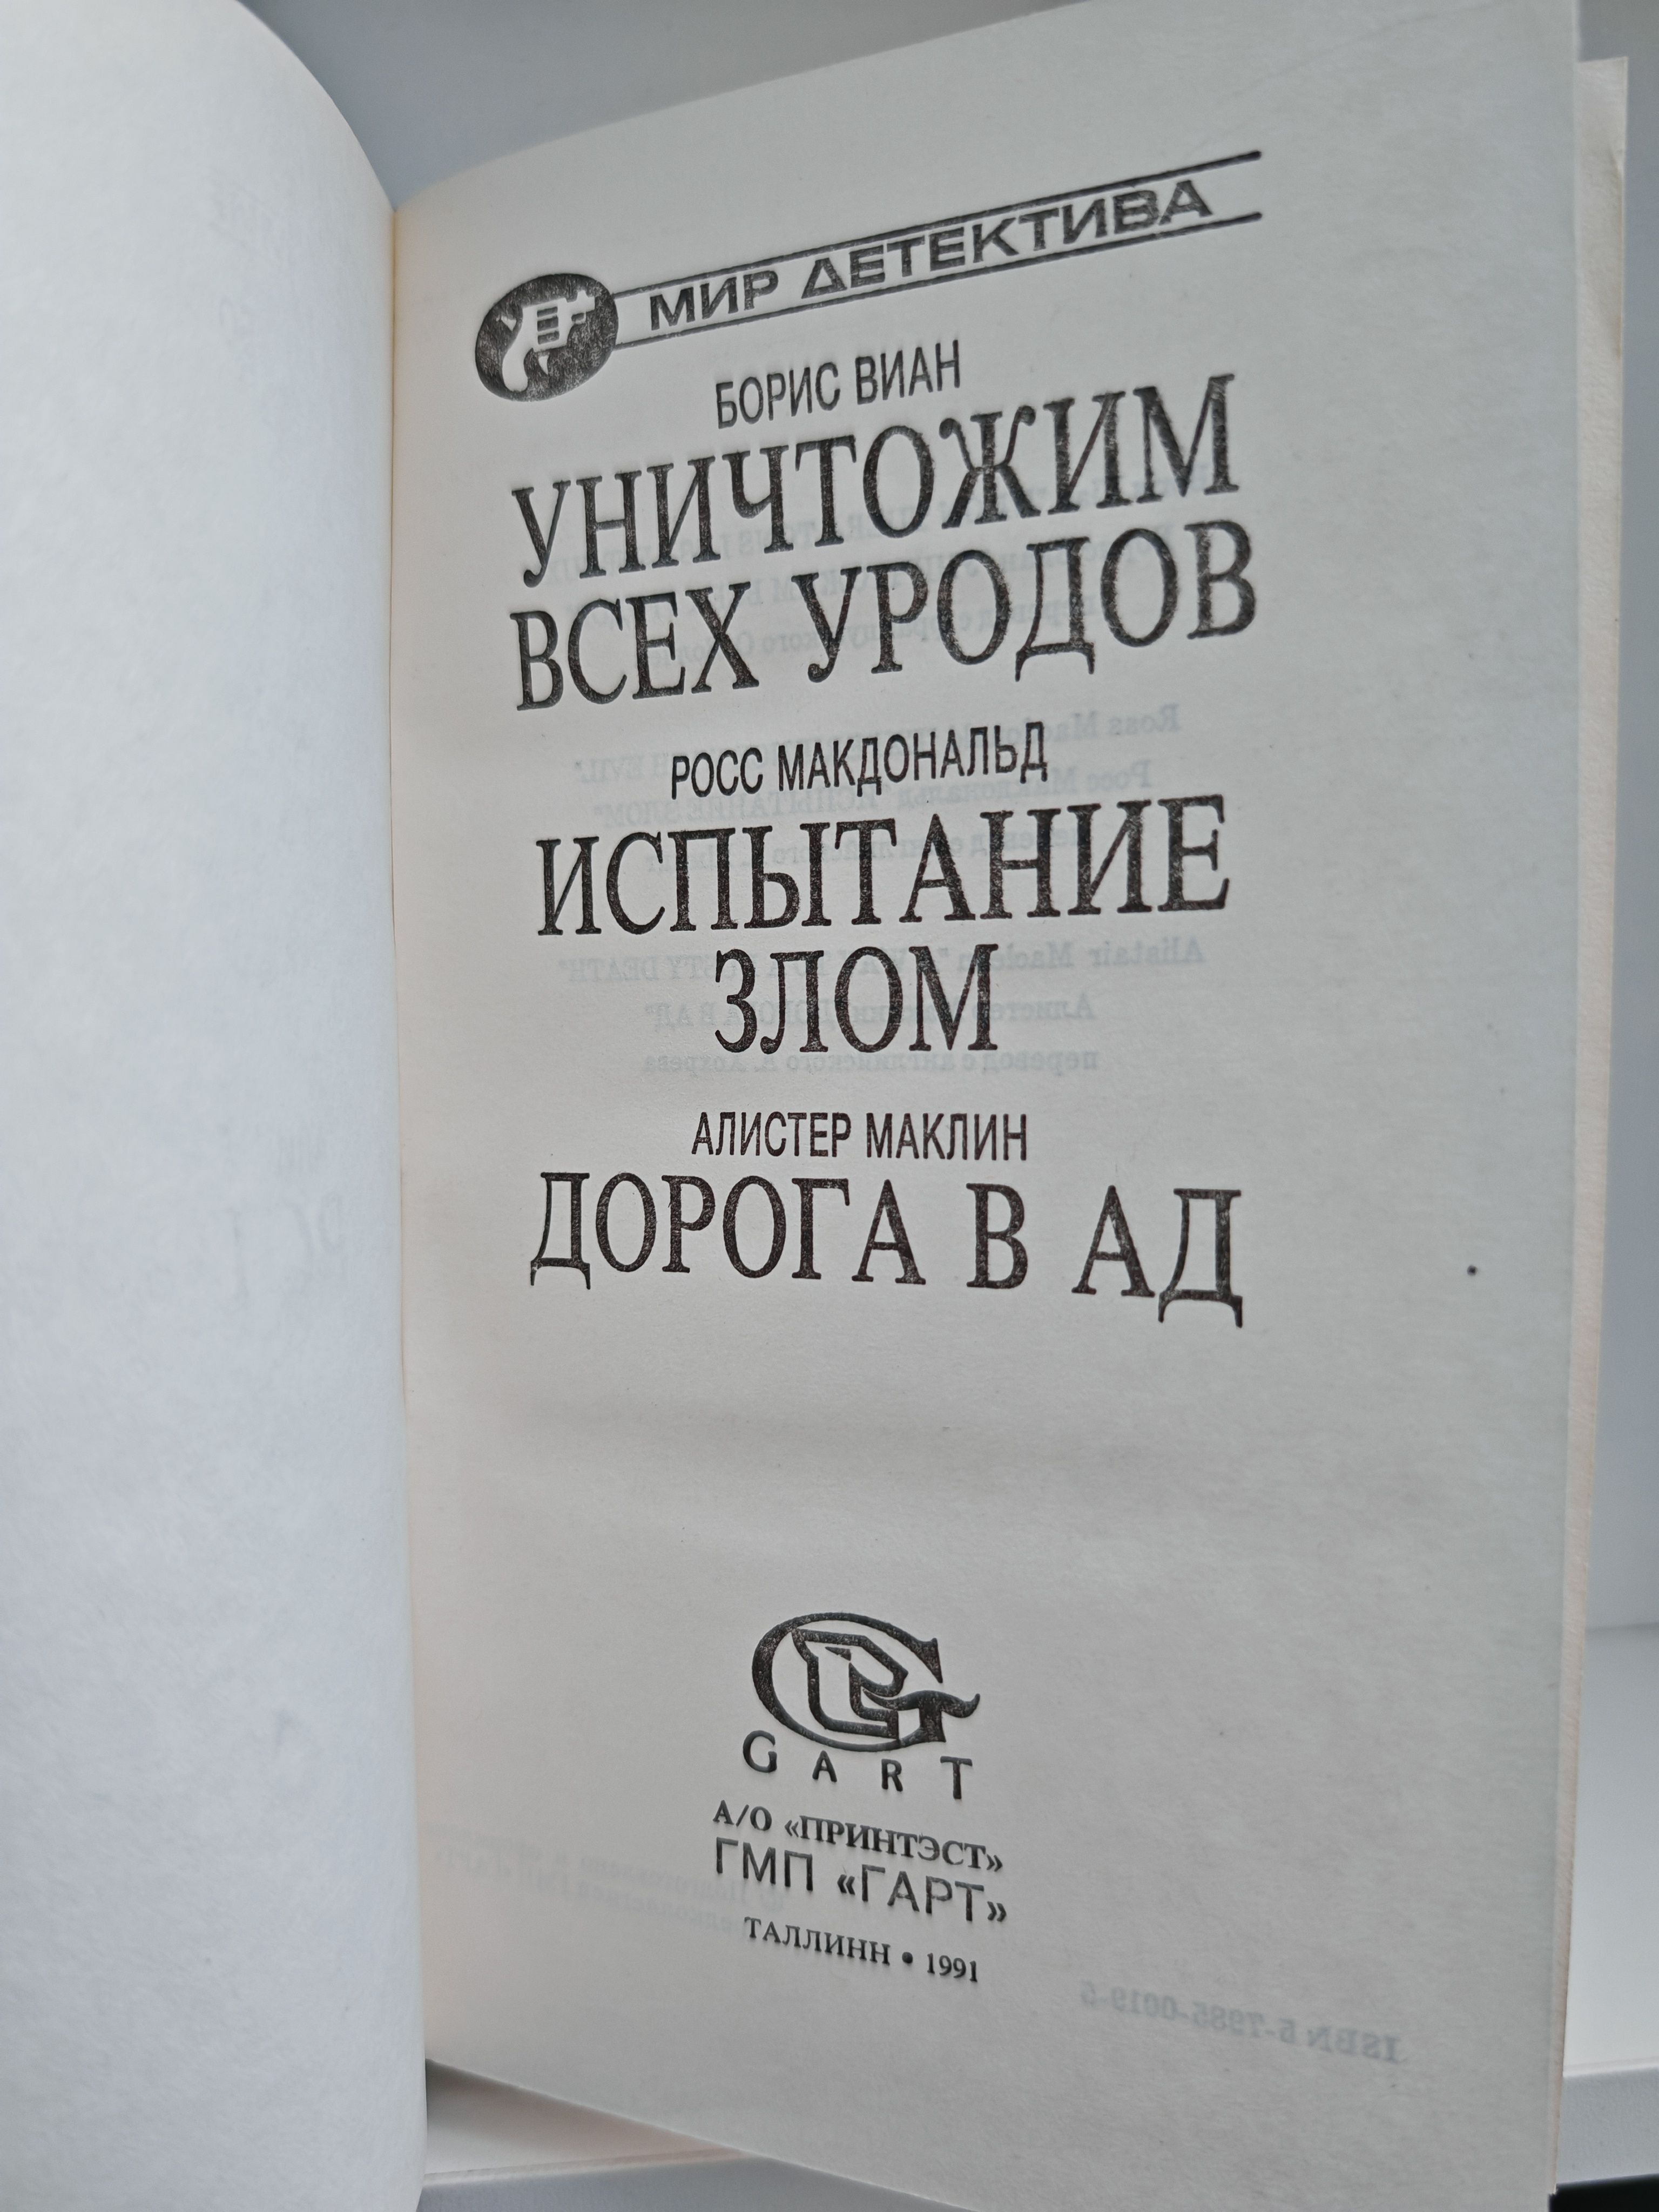 МИР ДЕТЕКТИВА
БОРИС ВИАН
УНИЧТОЖИМ
ВСЕХ УРОДОВ
РОСС МАКДОНАЛЬД
ИСПЫТАНИЕ
ЗЛОМ
АЛИСТЕР МАКЛИН
ДОРОГА В АД
GART
А/О «ПРИНТЭСТ»
ГМП «ГАРТ»
ТАЛЛИНН • 1991